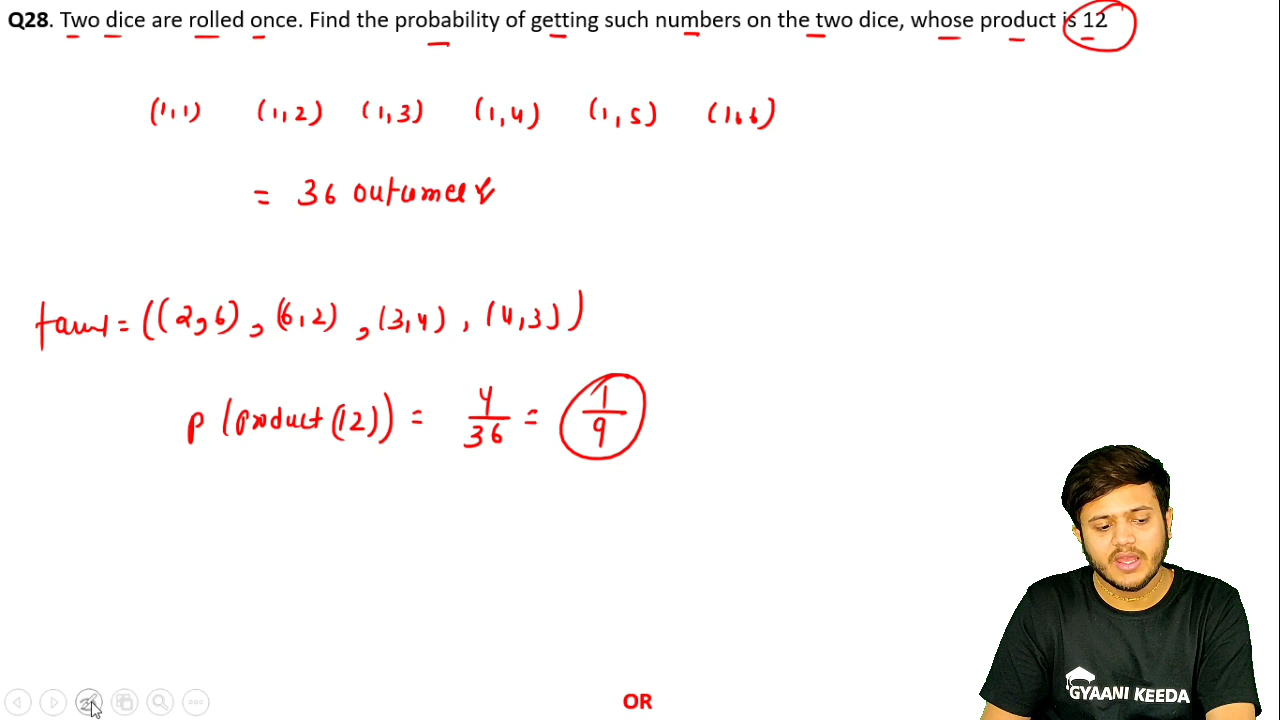 Q28. Two dice are rolled once. Find the probability of getting such numbers on the two dice, whose product is 12
(1,1) (1,2) (1,3) (1,4) (1,5) (1,6)
= 36 outcomes
= ((2,6), (6,2), (3,4), (4,3))
P (product(12)) = 4/36 = 1/9
GYAANI KEEDA
OR